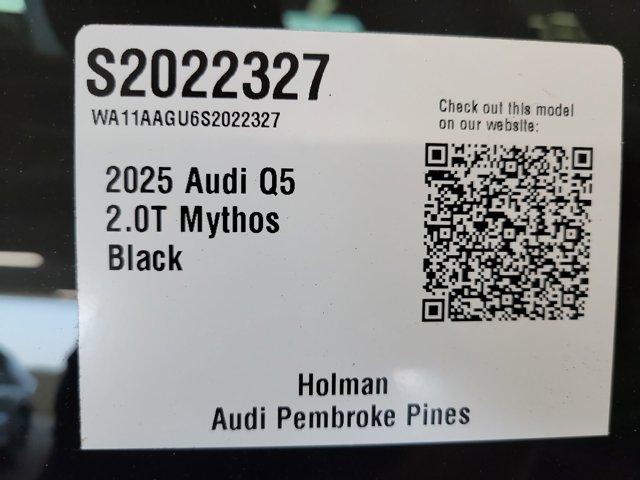 S2022327
WA11AAGU6S2022327
Check out this model
on our website:
2025 Audi Q5
2.0T Mythos
Black
Holman
Audi Pembroke Pines